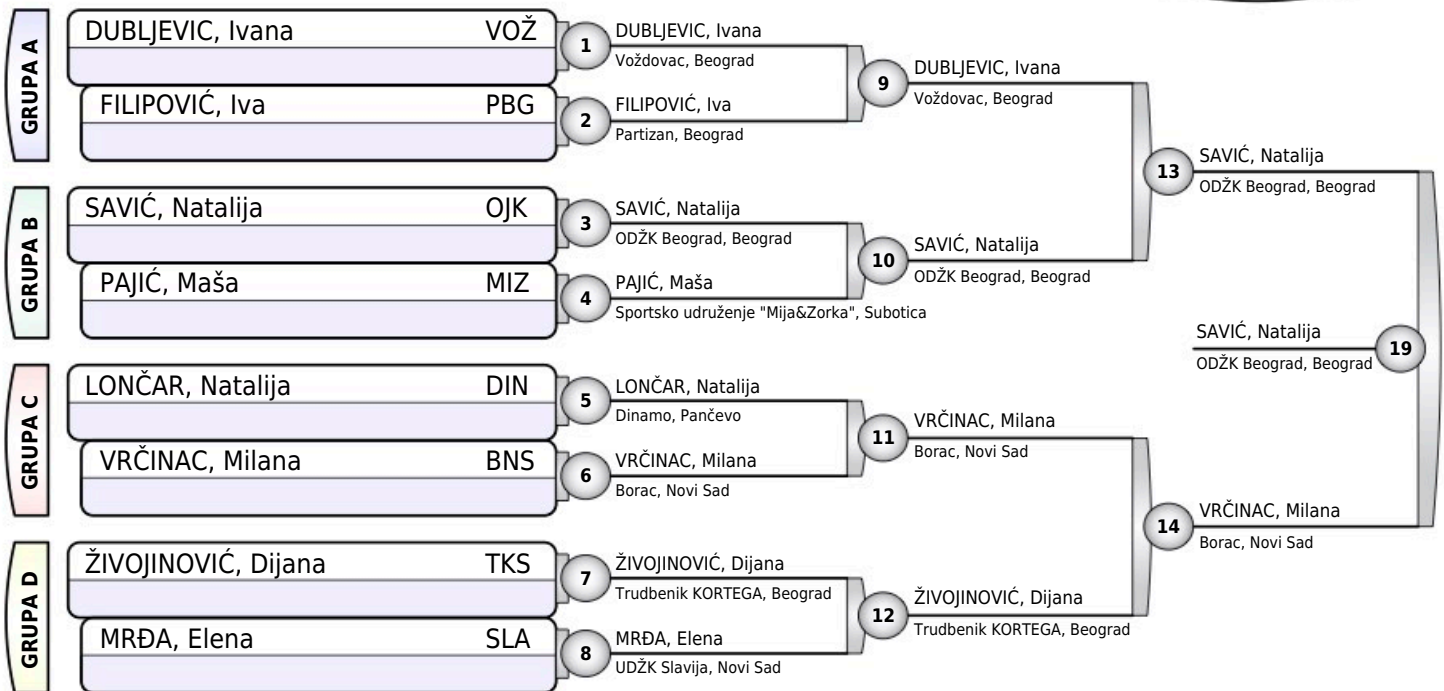 GRUPA A
DUBLJEVIC, Ivana VOŽ
FILIPOVIĆ, Iva PBG
1
DUBLJEVIC, Ivana
Voždovac, Beograd
2
FILIPOVIĆ, Iva
Partizan, Beograd
9
DUBLJEVIC, Ivana
Voždovac, Beograd
GRUPA B
SAVIĆ, Natalija OJK
PAJIĆ, Maša MIZ
3
SAVIĆ, Natalija
ODŽK Beograd, Beograd
4
PAJIĆ, Maša
Sportsko udruženje "Mija&Zorka", Subotica
10
SAVIĆ, Natalija
ODŽK Beograd, Beograd
13
SAVIĆ, Natalija
ODŽK Beograd, Beograd
GRUPA C
LONČAR, Natalija DIN
VRČINAC, Milana BNS
5
LONČAR, Natalija
Dinamo, Pančevo
6
VRČINAC, Milana
Borac, Novi Sad
11
VRČINAC, Milana
Borac, Novi Sad
GRUPA D
ŽIVOJINOVIĆ, Dijana TKS
MRĐA, Elena SLA
7
ŽIVOJINOVIĆ, Dijana
Trudbenik KORTEGA, Beograd
8
MRĐA, Elena
UDŽK Slavija, Novi Sad
12
ŽIVOJINOVIĆ, Dijana
Trudbenik KORTEGA, Beograd
14
VRČINAC, Milana
Borac, Novi Sad
SAVIĆ, Natalija
ODŽK Beograd, Beograd
19